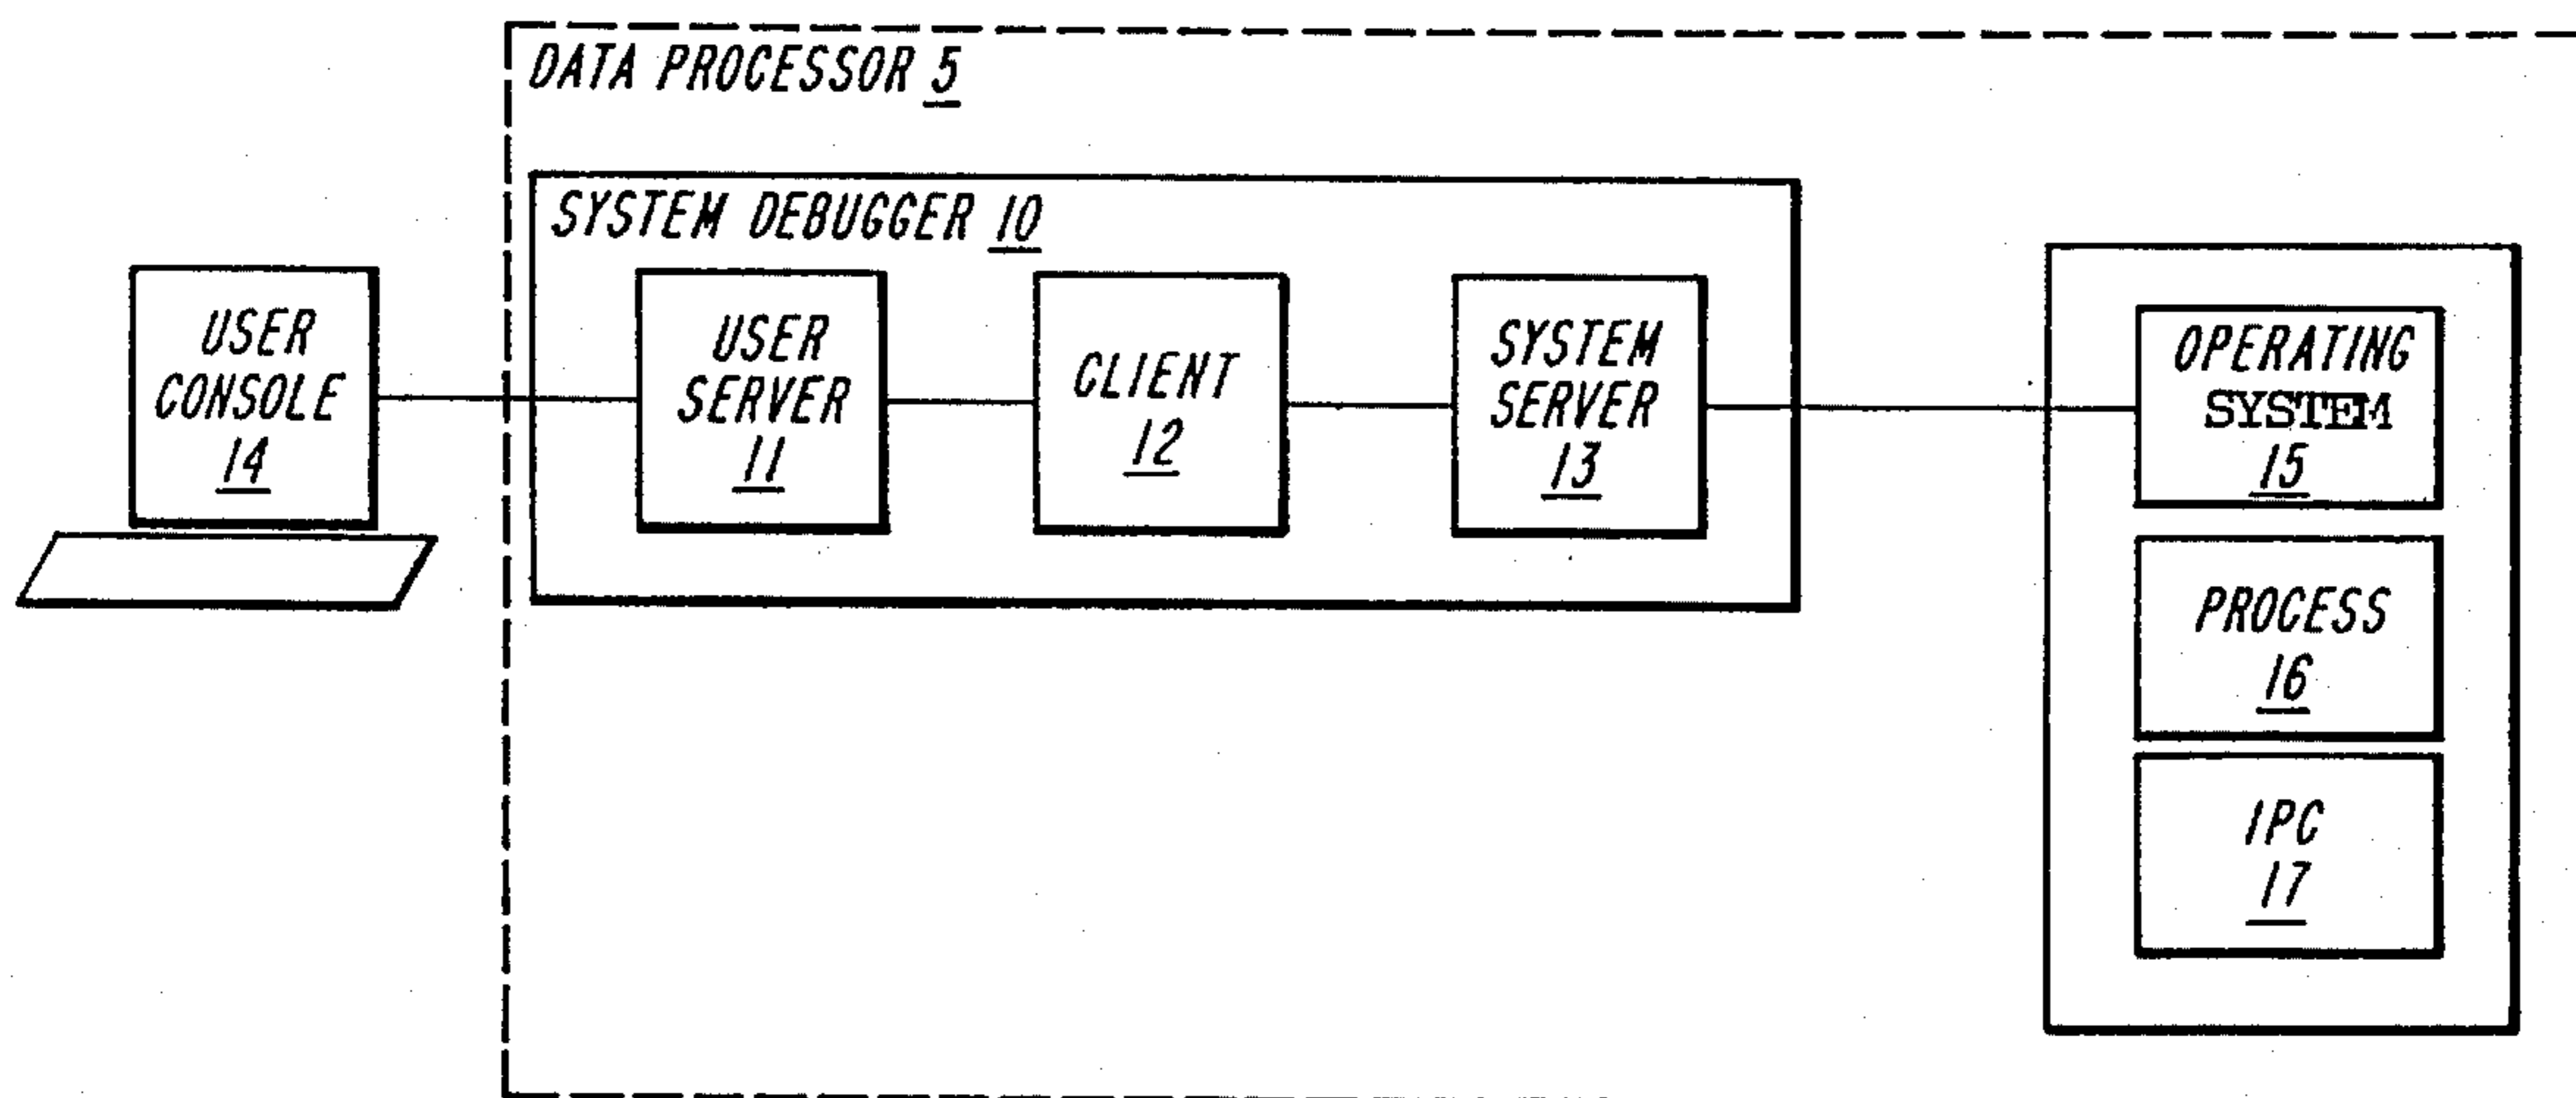 DATA PROCESSOR 5
SYSTEM DEBUGGER 10
USER
CONSOLE
14
USER
SERVER
11
CLIENT
12
SYSTEM
SERVER
13
OPERATING
SYSTEM
15
PROCESS
16
IPC
17